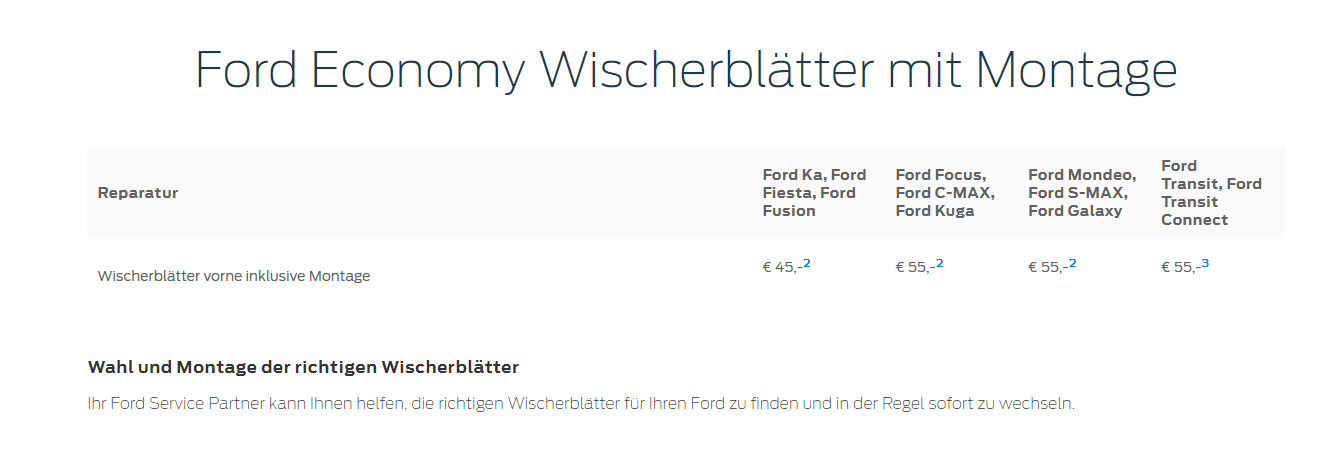 Ford Economy Wischerblätter mit Montage
Reparatur
Ford Ka, Ford
Fiesta, Ford
Fusion
Ford Focus,
Ford C-MAX,
Ford Kuga
Ford Mondeo,
Ford S-MAX,
Ford Galaxy
Ford
Transit, Ford
Transit
Connect
Wischerblätter vorne inklusive Montage
€ 45,-2
€ 55,-2
€ 55,-2
€ 55,-3
Wahl und Montage der richtigen Wischerblätter
Ihr Ford Service Partner kann Ihnen helfen, die richtigen Wischerblätter für Ihren Ford zu finden und in der Regel sofort zu wechseln.